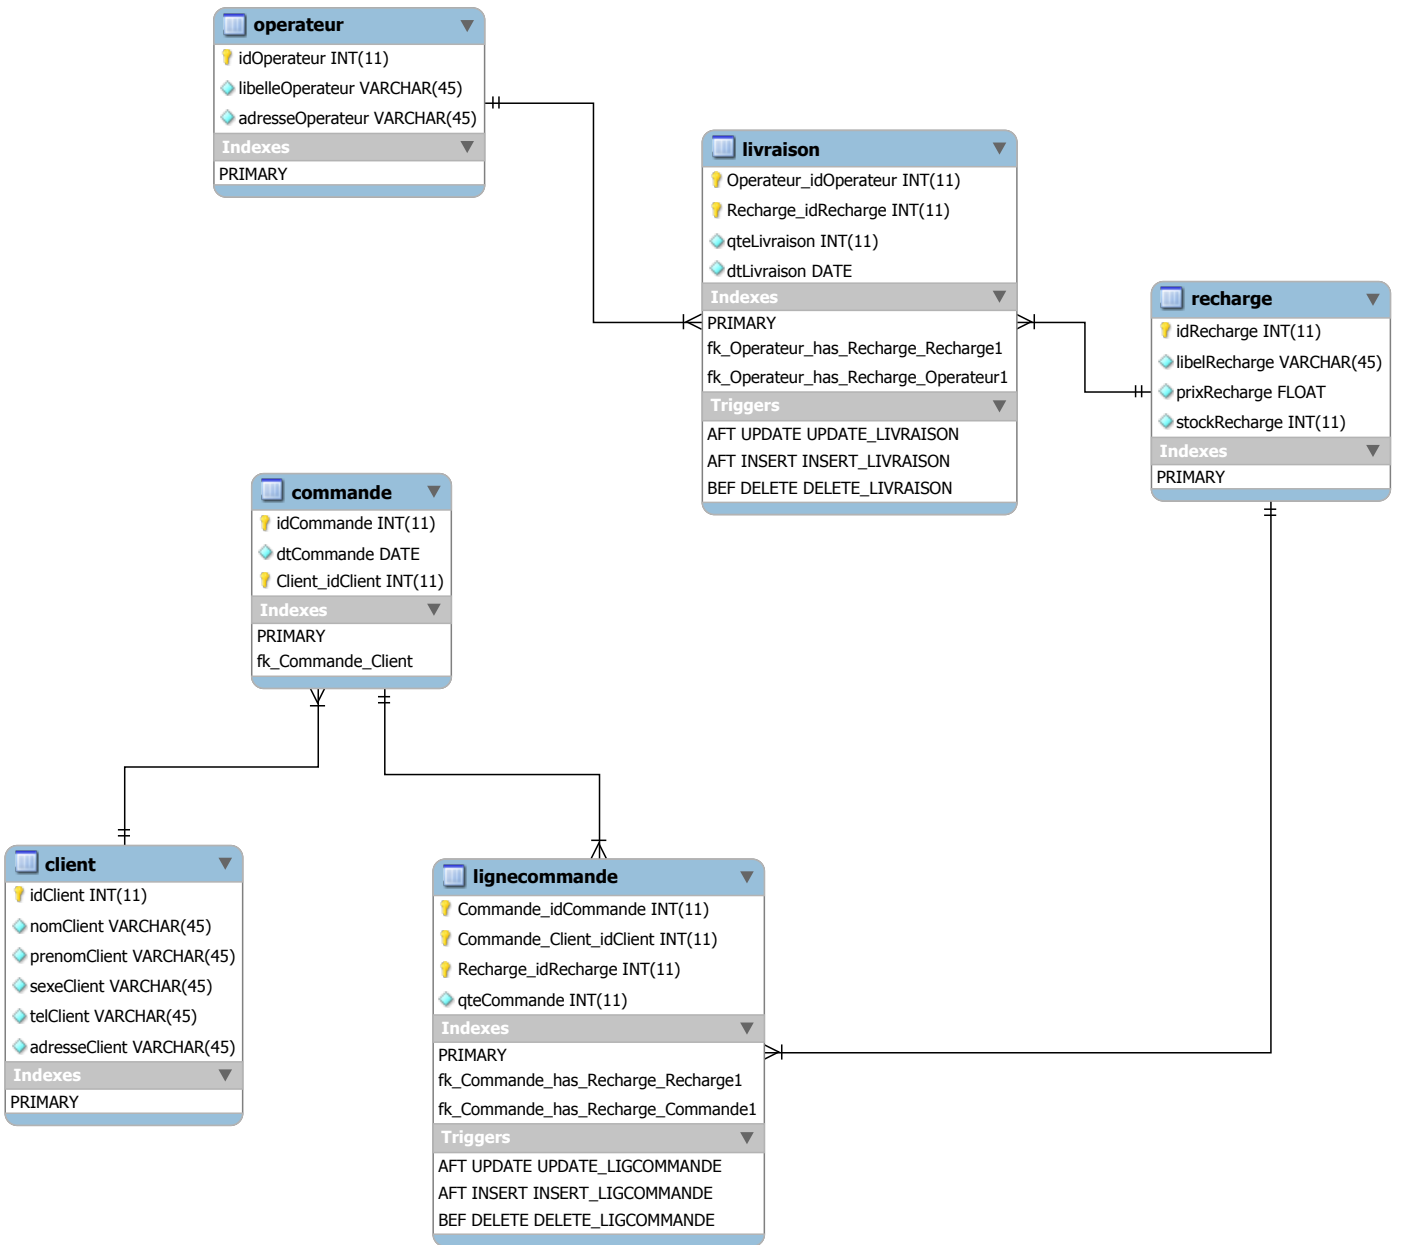 operateur
idOperateur INT(11)
libelleOperateur VARCHAR(45)
adresseOperateur VARCHAR(45)
Indexes
PRIMARY
livraison
Operateur_idOperateur INT(11)
Recharge_idRecharge INT(11)
qteLivraison INT(11)
dtLivraison DATE
Indexes
PRIMARY
fk_Operateur_has_Recharge_Recharge1
fk_Operateur_has_Recharge_Operateur1
Triggers
AFT UPDATE UPDATE_LIVRAISON
AFT INSERT INSERT_LIVRAISON
BEF DELETE DELETE_LIVRAISON
recharge
idRecharge INT(11)
libelRecharge VARCHAR(45)
prixRecharge FLOAT
stockRecharge INT(11)
Indexes
PRIMARY
commande
idCommande INT(11)
dtCommande DATE
Client_idClient INT(11)
Indexes
PRIMARY
fk_Commande_Client
client
idClient INT(11)
nomClient VARCHAR(45)
prenomClient VARCHAR(45)
sexeClient VARCHAR(45)
telClient VARCHAR(45)
adresseClient VARCHAR(45)
Indexes
PRIMARY
lignecommande
Commande_idCommande INT(11)
Commande_Client_idClient INT(11)
Recharge_idRecharge INT(11)
qteCommande INT(11)
Indexes
PRIMARY
fk_Commande_has_Recharge_Recharge1
fk_Commande_has_Recharge_Commande1
Triggers
AFT UPDATE UPDATE_LIGCOMMANDE
AFT INSERT INSERT_LIGCOMMANDE
BEF DELETE DELETE_LIGCOMMANDE